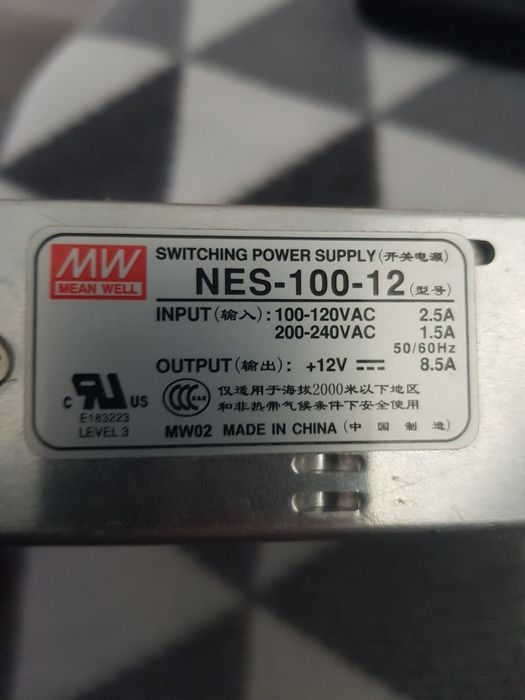 MW
MEAN WELL
SWITCHING POWER SUPPLY(开关电源)
NES-100-12(型号)
INPUT(输入): 100-120VAC 2.5A
200-240VAC 1.5A
50/60Hz
OUTPUT(输出): +12V 8.5A
C RU US
E183223
LEVEL 3
CCC S&E
仅适用于海拔2000米以下地区
和非热带气候条件下安全使用
MW02 MADE IN CHINA (中国制造)